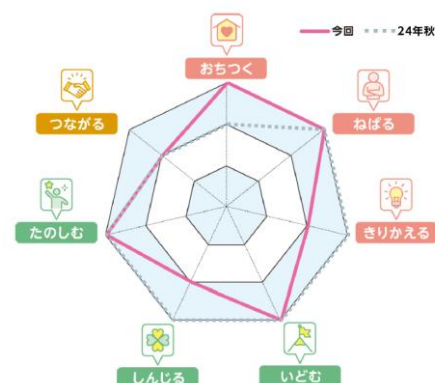 今回 24年秋
おちつく
つながる
ねばる
たのしむ
きりかえる
しんじる
いどむ